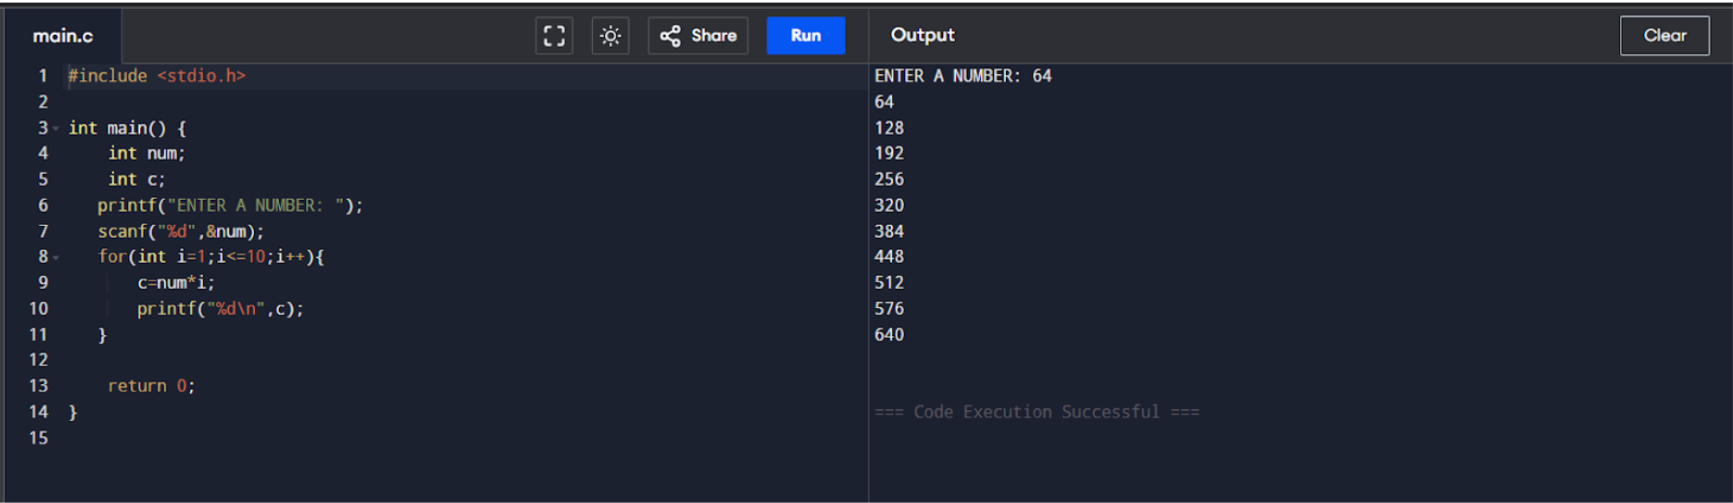 main.c
Share
Run
Output
Clear
1 #include <stdio.h>
2
3 int main() {
4     int num;
5     int c;
6    printf("ENTER A NUMBER: ");
7    scanf("%d",&num);
8    for(int i=1;i<=10;i++){
9        c=num*i;
10        printf("%d\n",c);
11    }
12
13     return 0;
14 }
15
ENTER A NUMBER: 64
64
128
192
256
320
384
448
512
576
640
=== Code Execution Successful ===